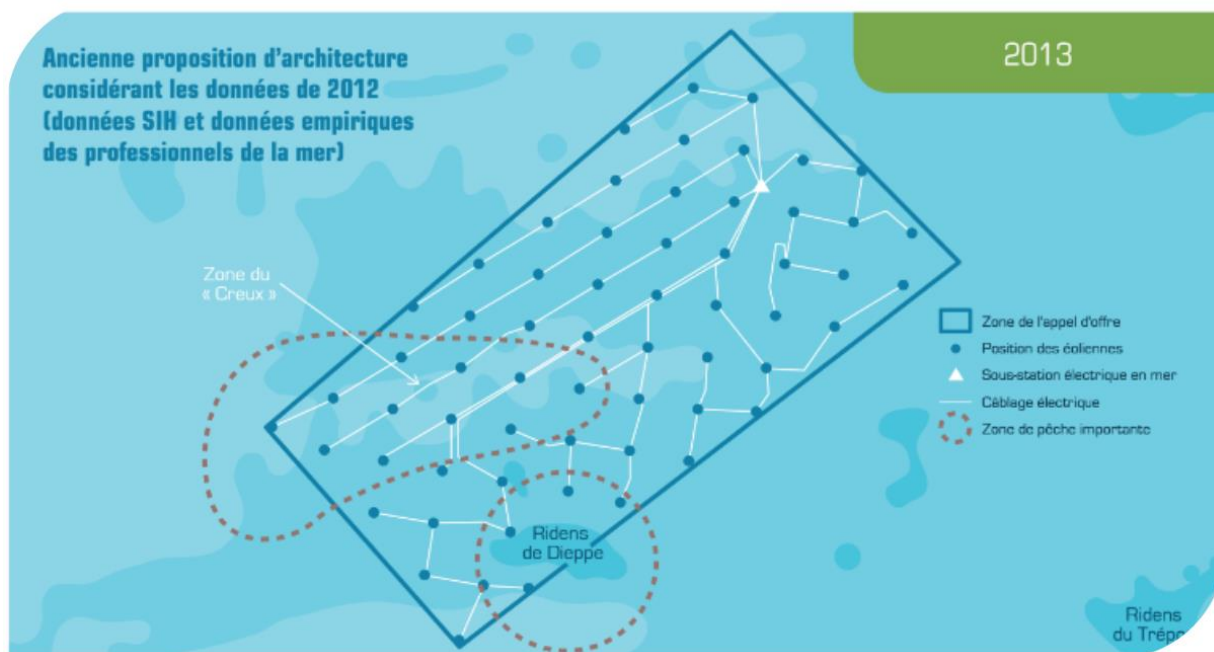 Ancienne proposition d'architecture
considérant les données de 2012
(données SIH et données empiriques
des professionnels de la mer)
2013
Zone du
« Creux »
Zone de l'appel d'offre
Position des éoliennes
Sous-station électrique en mer
Câblage électrique
Zone de pêche importante
Ridens
de Dieppe
Ridens